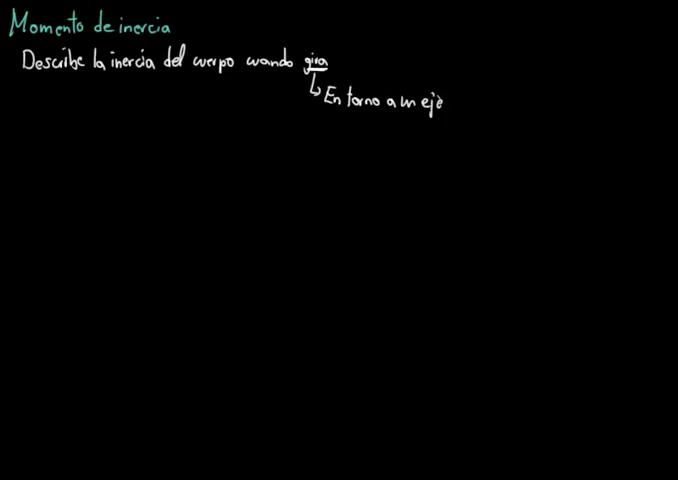 Momento de inercia
Describe la inercia del cuerpo cuando gira
En torno a un eje